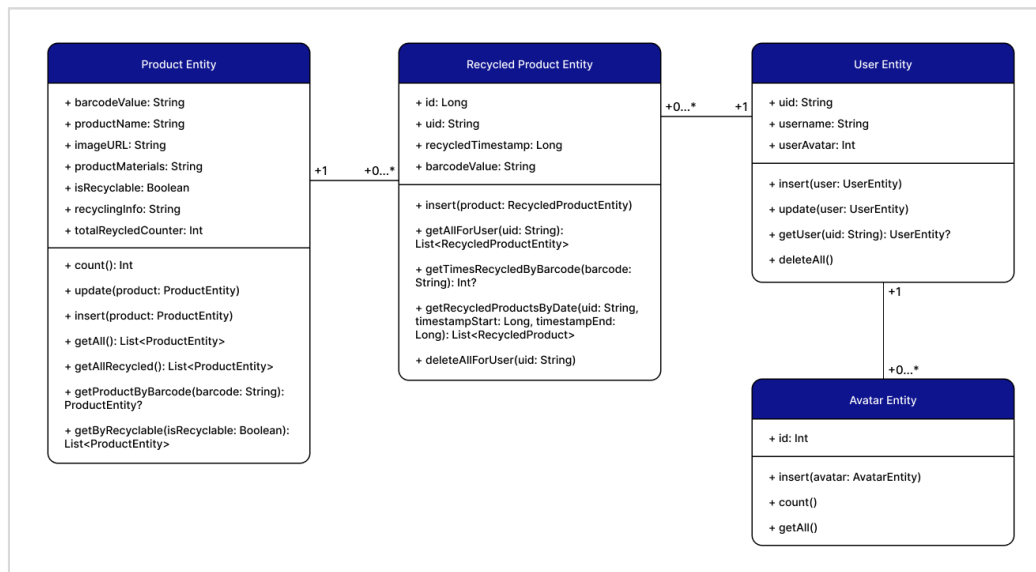 Product Entity
+ barcodeValue: String
+ productName: String
+ imageURL: String
+ productMaterials: String
+ isRecyclable: Boolean
+ recyclingInfo: String
+ totalReycledCounter: Int
+ count(): Int
+ update(product: ProductEntity)
+ insert(product: ProductEntity)
+ getAll(): List<ProductEntity>
+ getAllRecycled(): List<ProductEntity>
+ getProductByBarcode(barcode: String):
ProductEntity?
+ getByRecyclable(isRecyclable: Boolean):
List<ProductEntity>
+1
+0...*
Recycled Product Entity
+ id: Long
+ uid: String
+ recycledTimestamp: Long
+ barcodeValue: String
+ insert(product: RecycledProductEntity)
+ getAllForUser(uid: String):
List<RecycledProductEntity>
+ getTimesRecycledByBarcode(barcode:
String): Int?
+ getRecycledProductsByDate(uid: String,
timestampStart: Long, timestampEnd:
Long): List<RecycledProduct>
+ deleteAllForUser(uid: String)
+0...*
+1
User Entity
+ uid: String
+ username: String
+ userAvatar: Int
+ insert(user: UserEntity)
+ update(user: UserEntity)
+ getUser(uid: String): UserEntity?
+ deleteAll()
+1
+0...*
Avatar Entity
+ id: Int
+ insert(avatar: AvatarEntity)
+ count()
+ getAll()